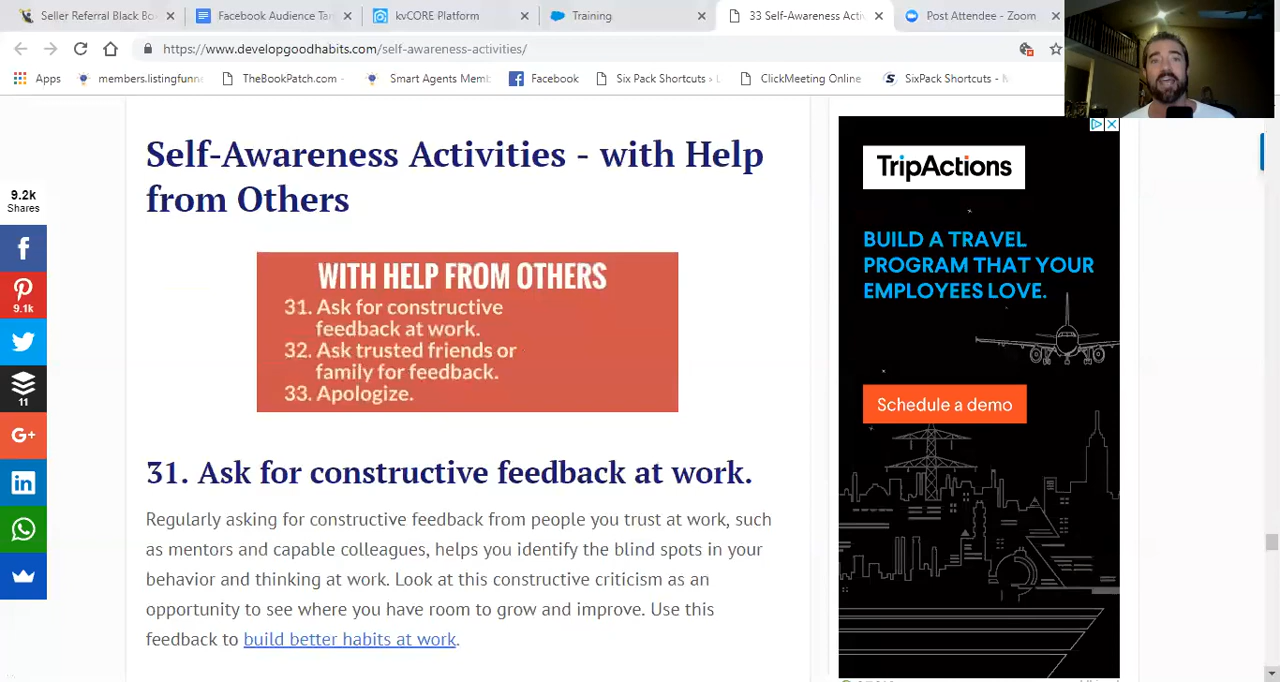 Seller Referral Black Bo
Facebook Audience Tar
kvCORE Platform
Training
33 Self-Awareness Activ
Post Attendee - Zoom
https://www.developgoodhabits.com/self-awareness-activities/
Apps
members.listingfunne
TheBookPatch.com -
Smart Agents Memb
Facebook
Six Pack Shortcuts ›
ClickMeeting Online
SixPack Shortcuts -
Self-Awareness Activities - with Help
from Others
9.2k
Shares
9.1k
11
G+
WITH HELP FROM OTHERS
31. Ask for constructive
feedback at work.
32. Ask trusted friends or
family for feedback.
33. Apologize.
31. Ask for constructive feedback at work.
Regularly asking for constructive feedback from people you trust at work, such
as mentors and capable colleagues, helps you identify the blind spots in your
behavior and thinking at work. Look at this constructive criticism as an
opportunity to see where you have room to grow and improve. Use this
feedback to build better habits at work.
TripActions
BUILD A TRAVEL
PROGRAM THAT YOUR
EMPLOYEES LOVE.
Schedule a demo